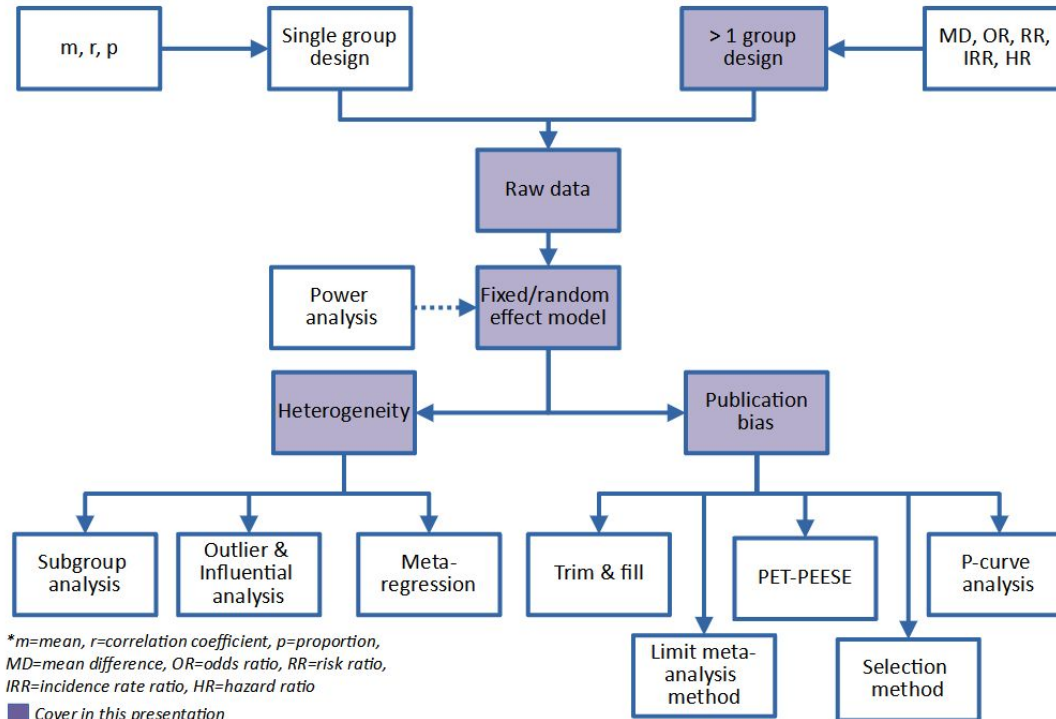 m, r, p
Single group
design
> 1 group
design
MD, OR, RR,
IRR, HR
Raw data
Power
analysis
Fixed/random
effect model
Heterogeneity
Publication
bias
Subgroup
analysis
Outlier &
Influential
analysis
Meta-
regression
Trim & fill
PET-PEESE
P-curve
analysis
Limit meta-
analysis
method
Selection
method
*m=mean, r=correlation coefficient, p=proportion,
MD=mean difference, OR=odds ratio, RR=risk ratio,
IRR=incidence rate ratio, HR=hazard ratio
Cover in this presentation